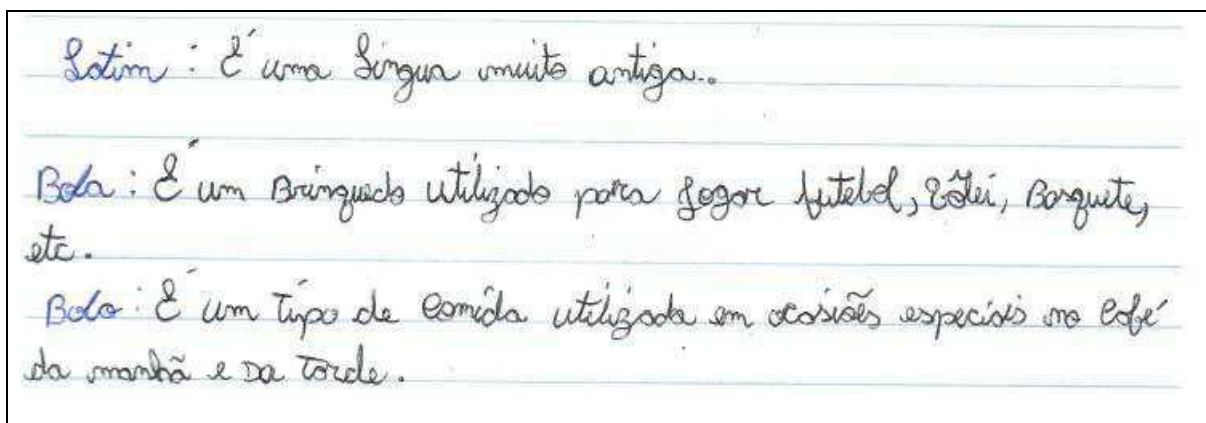 Latim: É uma língua muito antiga..
Bola: É um Brinquedo utilizado para jogar futebol, Vôlei, Basquete,
etc.
Bolo: É um Tipo de comida utilizada em ocasiões especiais no café
da manhã e Da Tarde.